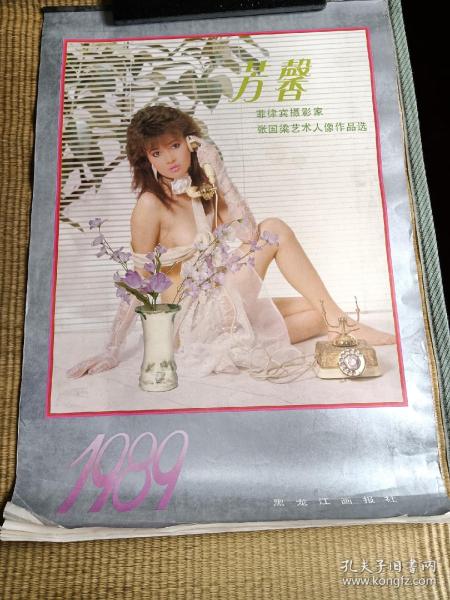 芳馨
菲律宾摄影家
张国梁艺术人像作品选
1989
黑龙江画报社
孔夫子旧书网
www.kongfz.com